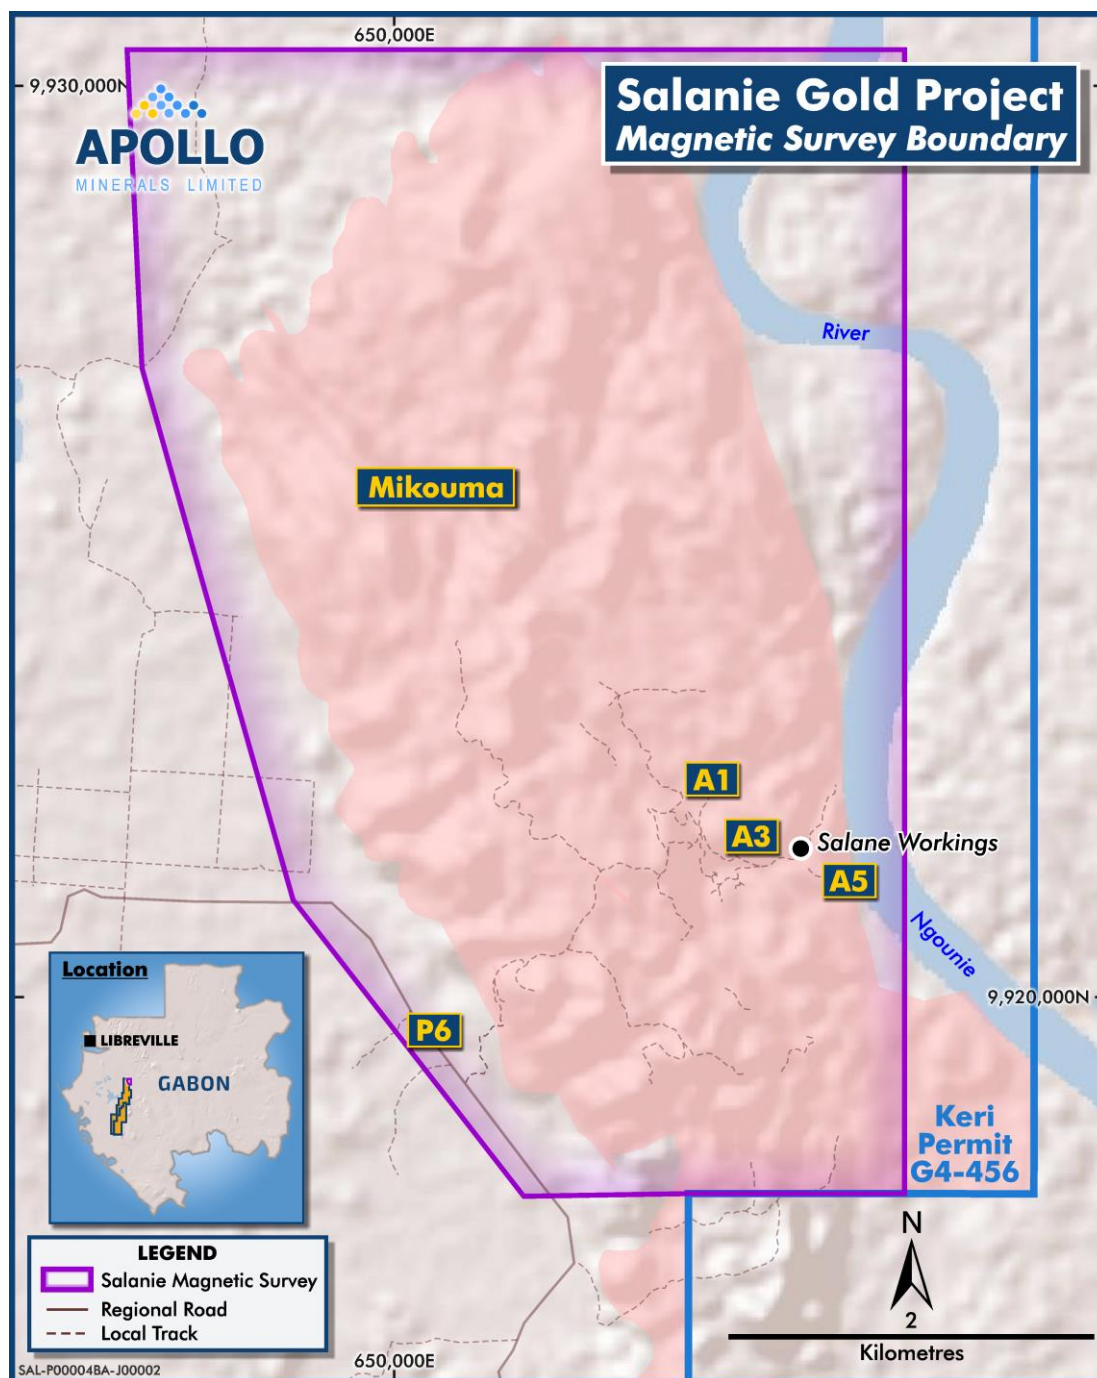 650,000E
9,930,000N
Salanie Gold Project
Magnetic Survey Boundary
APOLLO
MINERALS LIMITED
River
Mikouma
A1
A3
Salane Workings
A5
Ngounie
Location
9,920,000N
P6
LIBREVILLE
GABON
Keri
Permit
G4-456
LEGEND
Salanie Magnetic Survey
Regional Road
Local Track
N
2
Kilometres
650,000E
SAL-P00004BA-J00002